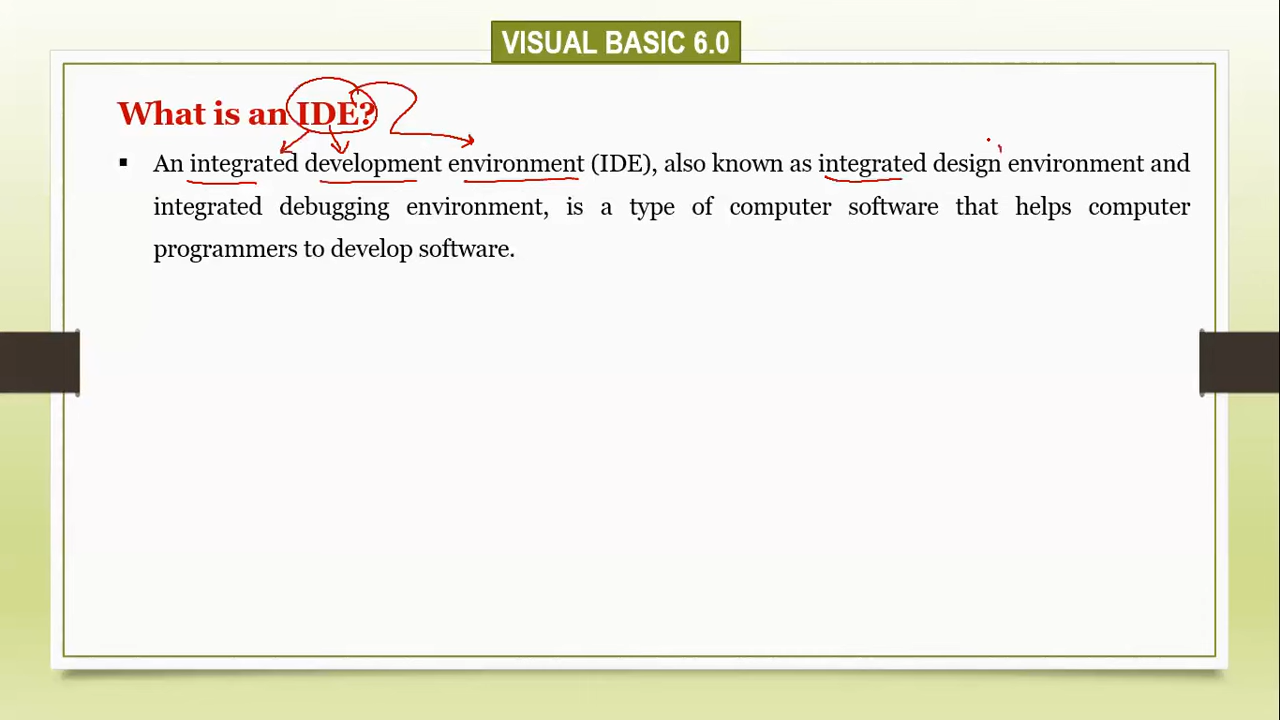 VISUAL BASIC 6.0
What is an IDE?
▪ An integrated development environment (IDE), also known as integrated design environment and
integrated debugging environment, is a type of computer software that helps computer
programmers to develop software.